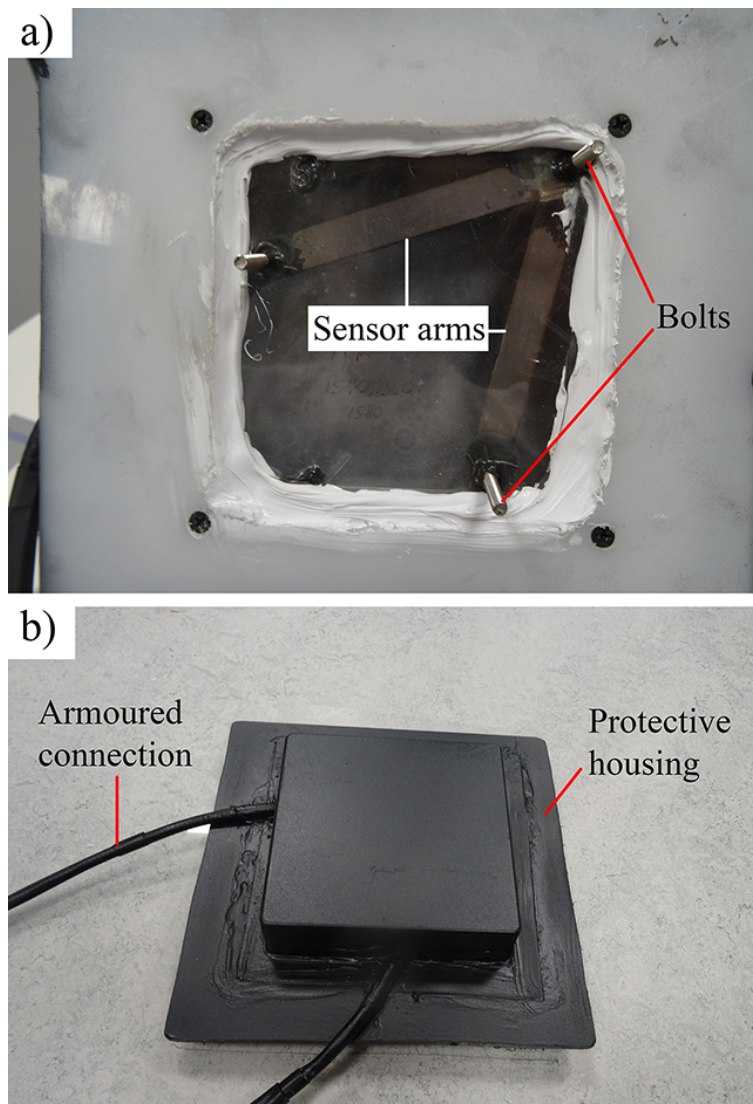 a)
Sensor arms
Bolts
b)
Armoured
connection
Protective
housing